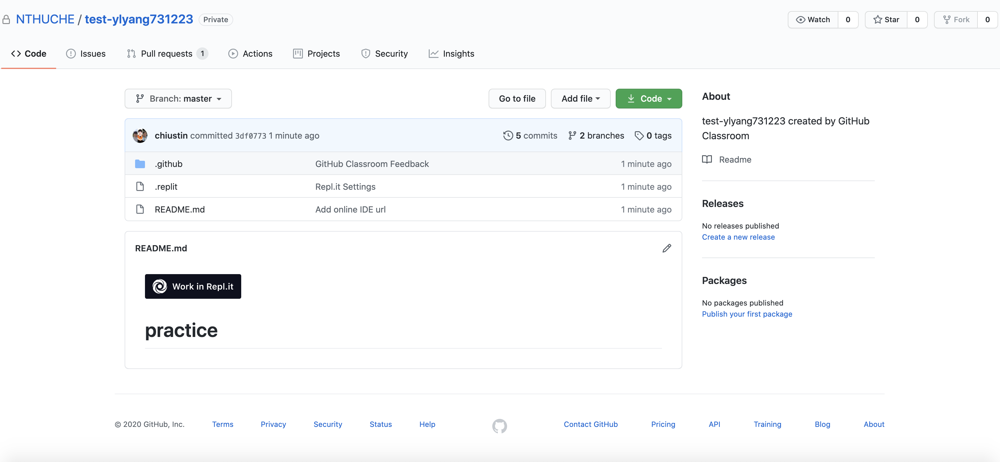 NTHUCHE / test-ylyang731223 Private Watch 0 Star 0 Fork 0
Code Issues Pull requests 1 Actions Projects Security Insights
Branch: master Go to file Add file Code
chiustin committed 3df0773 1 minute ago 5 commits 2 branches 0 tags
.github GitHub Classroom Feedback 1 minute ago
.replit Repl.it Settings 1 minute ago
README.md Add online IDE url 1 minute ago
README.md
Work in Repl.it
practice
About
test-ylyang731223 created by GitHub
Classroom
Readme
Releases
No releases published
Create a new release
Packages
No packages published
Publish your first package
© 2020 GitHub, Inc. Terms Privacy Security Status Help Contact GitHub Pricing API Training Blog About